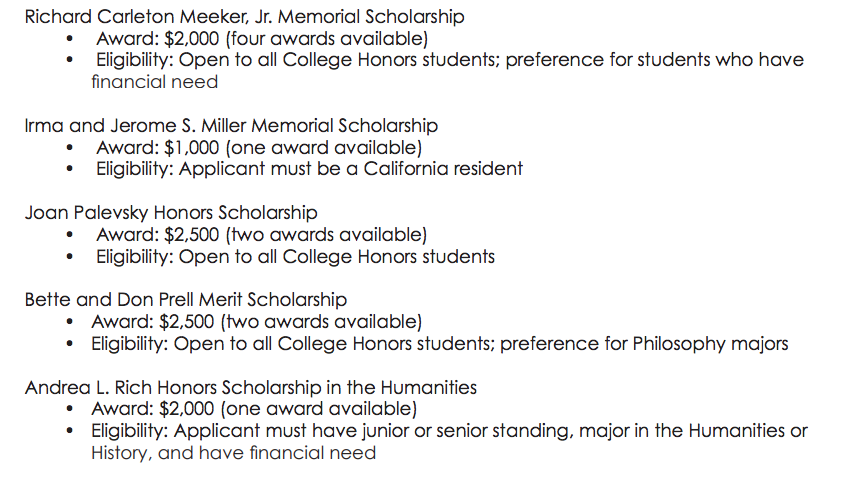 Richard Carleton Meeker, Jr. Memorial Scholarship
• Award: $2,000 (four awards available)
• Eligibility: Open to all College Honors students; preference for students who have
financial need
Irma and Jerome S. Miller Memorial Scholarship
• Award: $1,000 (one award available)
• Eligibility: Applicant must be a California resident
Joan Palevsky Honors Scholarship
• Award: $2,500 (two awards available)
• Eligibility: Open to all College Honors students
Bette and Don Prell Merit Scholarship
• Award: $2,500 (two awards available)
• Eligibility: Open to all College Honors students; preference for Philosophy majors
Andrea L. Rich Honors Scholarship in the Humanities
• Award: $2,000 (one award available)
• Eligibility: Applicant must have junior or senior standing, major in the Humanities or
History, and have financial need